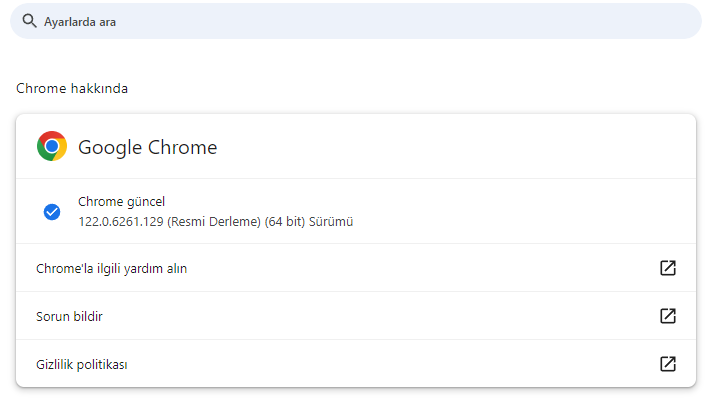 Ayarlarda ara
Chrome hakkında
Google Chrome
Chrome güncel
122.0.6261.129 (Resmi Derleme) (64 bit) Sürümü
Chrome'la ilgili yardım alın
Sorun bildir
Gizlilik politikası